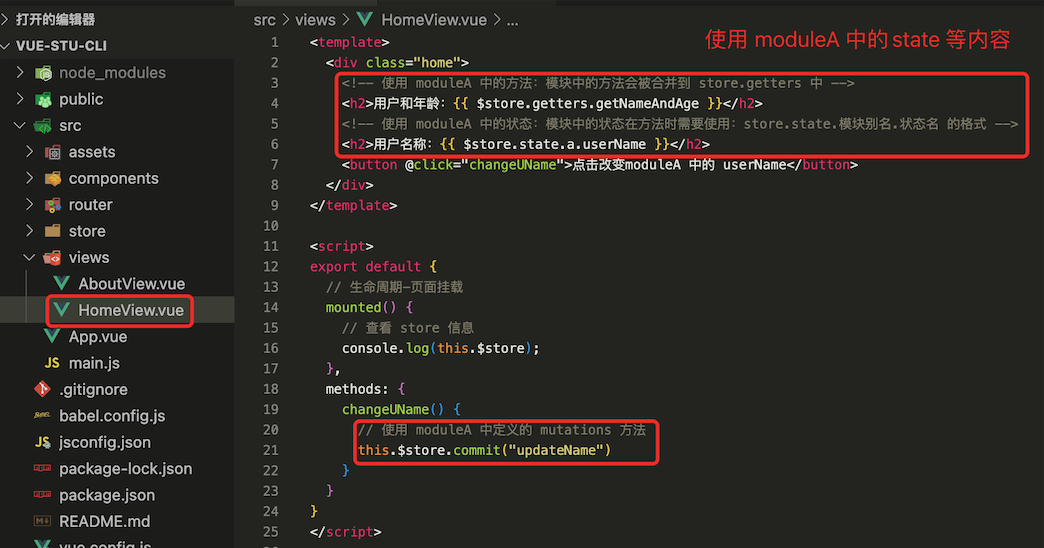 打开的编辑器
VUE-STU-CLI
node_modules
public
src
assets
components
router
store
views
AboutView.vue
HomeView.vue
App.vue
main.js
.gitignore
babel.config.js
jsconfig.json
package-lock.json
package.json
README.md
vue.config.js
src > views > HomeView.vue > ...
使用 moduleA 中的 state 等内容
1 <template>
2 <div class="home">
3 <!-- 使用 moduleA 中的方法：模块中的方法会被合并到 store.getters 中 -->
4 <h2>用户和年龄：{{ $store.getters.getNameAndAge }}</h2>
5 <!-- 使用 moduleA 中的状态：模块中的状态在方法时需要使用：store.state.模块别名.状态名 的格式 -->
6 <h2>用户名称：{{ $store.state.a.userName }}</h2>
7 <button @click="changeUName">点击改变moduleA 中的 userName</button>
8 </div>
9 </template>
10
11 <script>
12 export default {
13 // 生命周期-页面挂载
14 mounted() {
15 // 查看 store 信息
16 console.log(this.$store);
17 },
18 methods: {
19 changeUName() {
20 // 使用 moduleA 中定义的 mutations 方法
21 this.$store.commit("updateName")
22 }
23 }
24 }
25 </script>